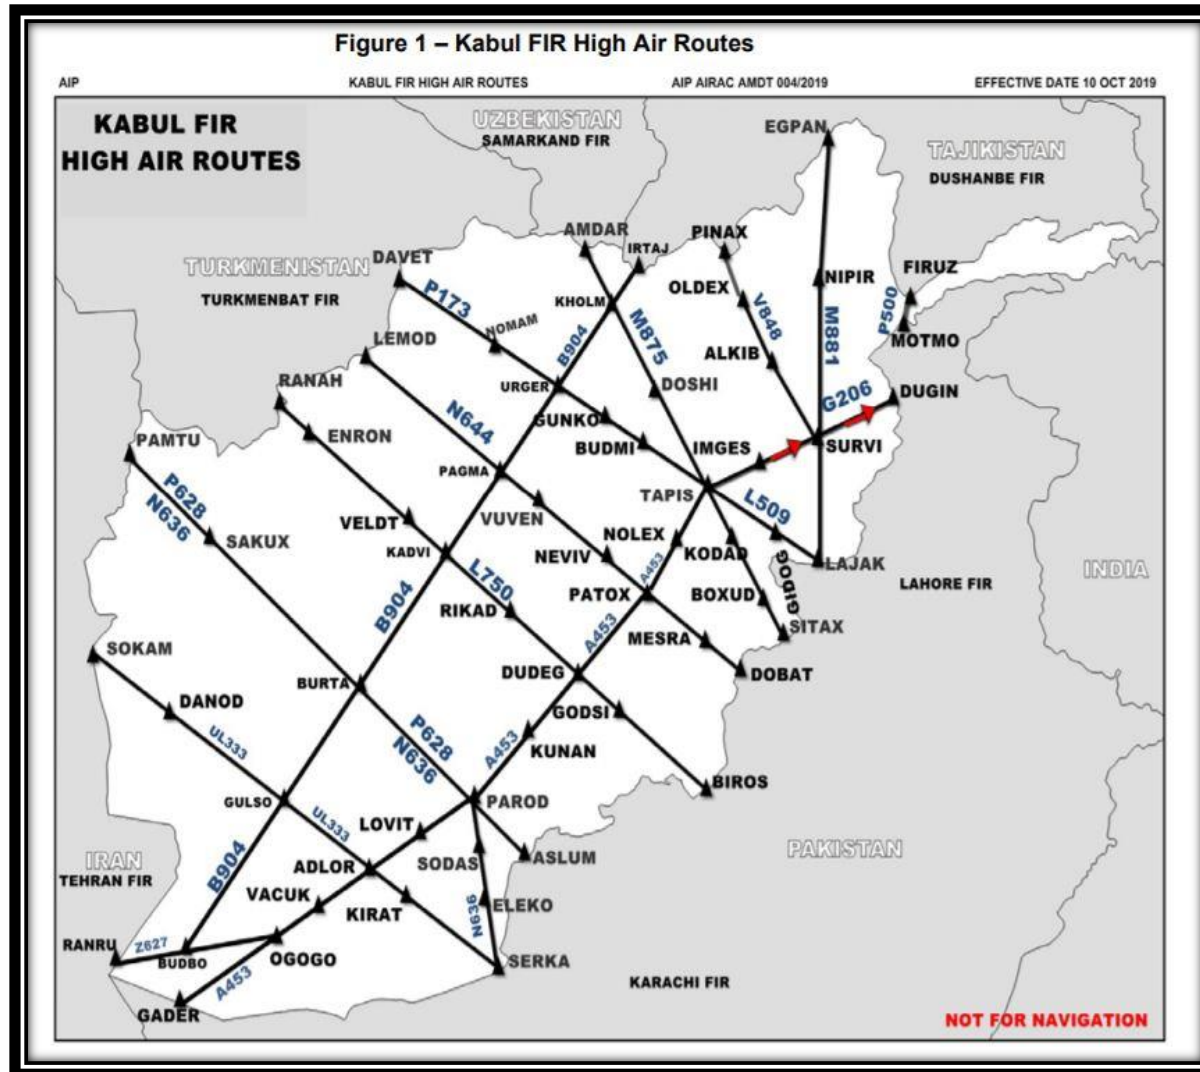 Figure 1 – Kabul FIR High Air Routes
AIP KABUL FIR HIGH AIR ROUTES AIP AIRAC AMDT 004/2019 EFFECTIVE DATE 10 OCT 2019
KABUL FIR
HIGH AIR ROUTES
UZBEKISTAN
SAMARKAND FIR
EGPAN
TAJIKISTAN
DUSHANBE FIR
AMDAR
PINAX
IRTAJ
DAVET
TURKMENISTAN
TURKMENBAT FIR
P173
KHOLM
OLDEX
NIPIR
FIRUZ
V848
P500
MOTMO
NOMAM
B904
M875
M881
LEMOD
ALKIB
RANAH
URGER
DOSHI
G206
DUGIN
N644
GUNKO
ENRON
BUDMI
IMGES
SURVI
PAMTU
PAGMA
TAPIS
P628
N636
L509
VUVEN
VELDT
NOLEX
SAKUX
KADVI
NEVIV
KODAD
A453
GIDOG
LAJAK
INDIA
LAHORE FIR
L750
PATOX
BOXUD
RIKAD
B904
A453
SITAX
MESRA
SOKAM
DUDEG
DOBAT
BURTA
DANOD
GODSI
UL333
P628
N636
A453
KUNAN
BIROS
GULSO
PAROD
UL333
LOVIT
PAKISTAN
IRAN
TEHRAN FIR
B904
ADLOR
SODAS
ASLUM
VACUK
KIRAT
N636
ELEKO
RANRU
Z627
BUDBO
OGOGO
SERKA
A453
GADER
KARACHI FIR
NOT FOR NAVIGATION